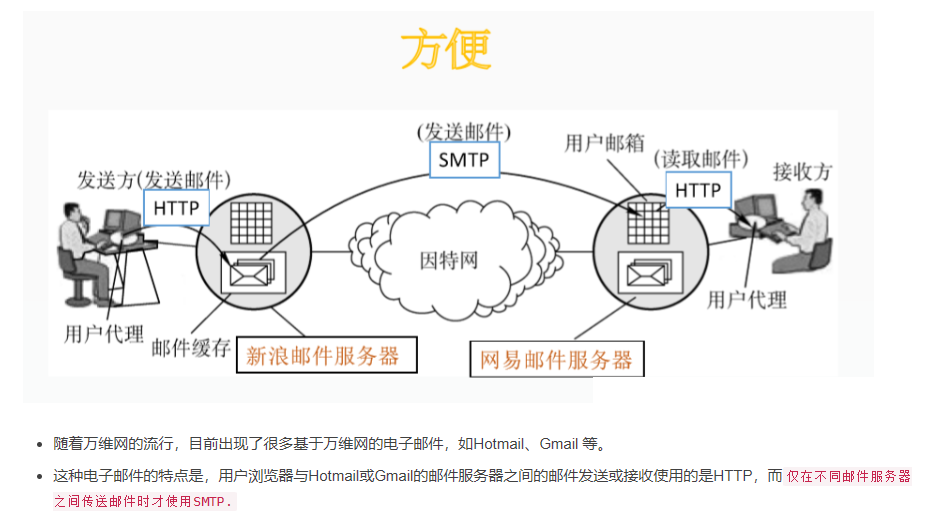 方便
(发送邮件)
SMTP
用户邮箱
(读取邮件)
HTTP
接收方
发送方(发送邮件)
HTTP
因特网
用户代理
邮件缓存
新浪邮件服务器
网易邮件服务器
用户代理
随着万维网的流行，目前出现了很多基于万维网的电子邮件，如Hotmail、Gmail 等。
这种电子邮件的特点是，用户浏览器与Hotmail或Gmail的邮件服务器之间的邮件发送或接收使用的是HTTP，而 仅在不同邮件服务器
之间传送邮件时才使用SMTP.